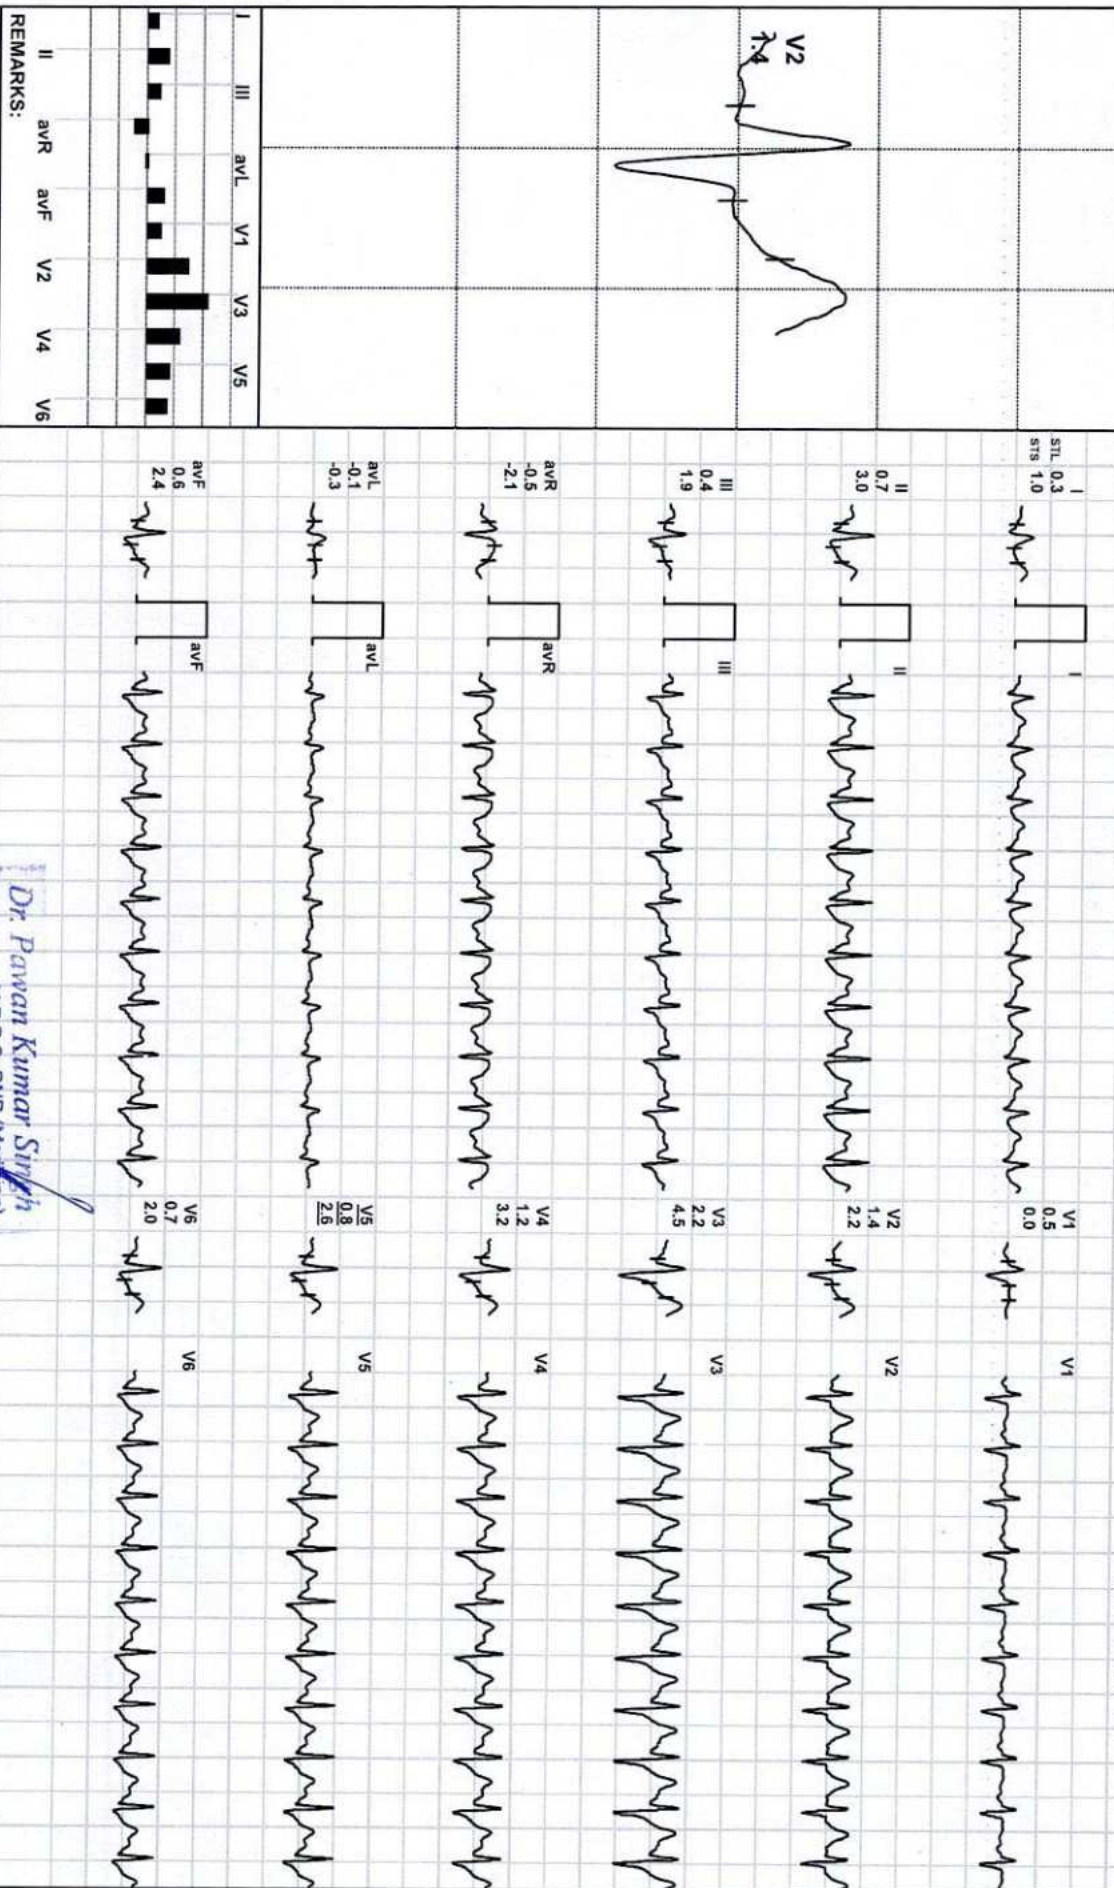 V2
1.4
I
II
III
avR
avL
avF
V1
V2
V3
V4
V5
V6
REMARKS:
I
STL 0.3
STS 1.0
I
V1
0.5
0.0
V1
II
0.7
3.0
II
V2
1.4
2.2
V2
III
0.4
1.9
III
V3
2.2
4.5
V3
avR
-0.5
-2.1
avR
V4
1.2
3.2
V4
avL
-0.1
-0.3
avL
V5
0.8
2.6
V5
avF
0.6
2.4
avF
V6
0.7
2.0
V6
Dr. Pawan Kumar Singh